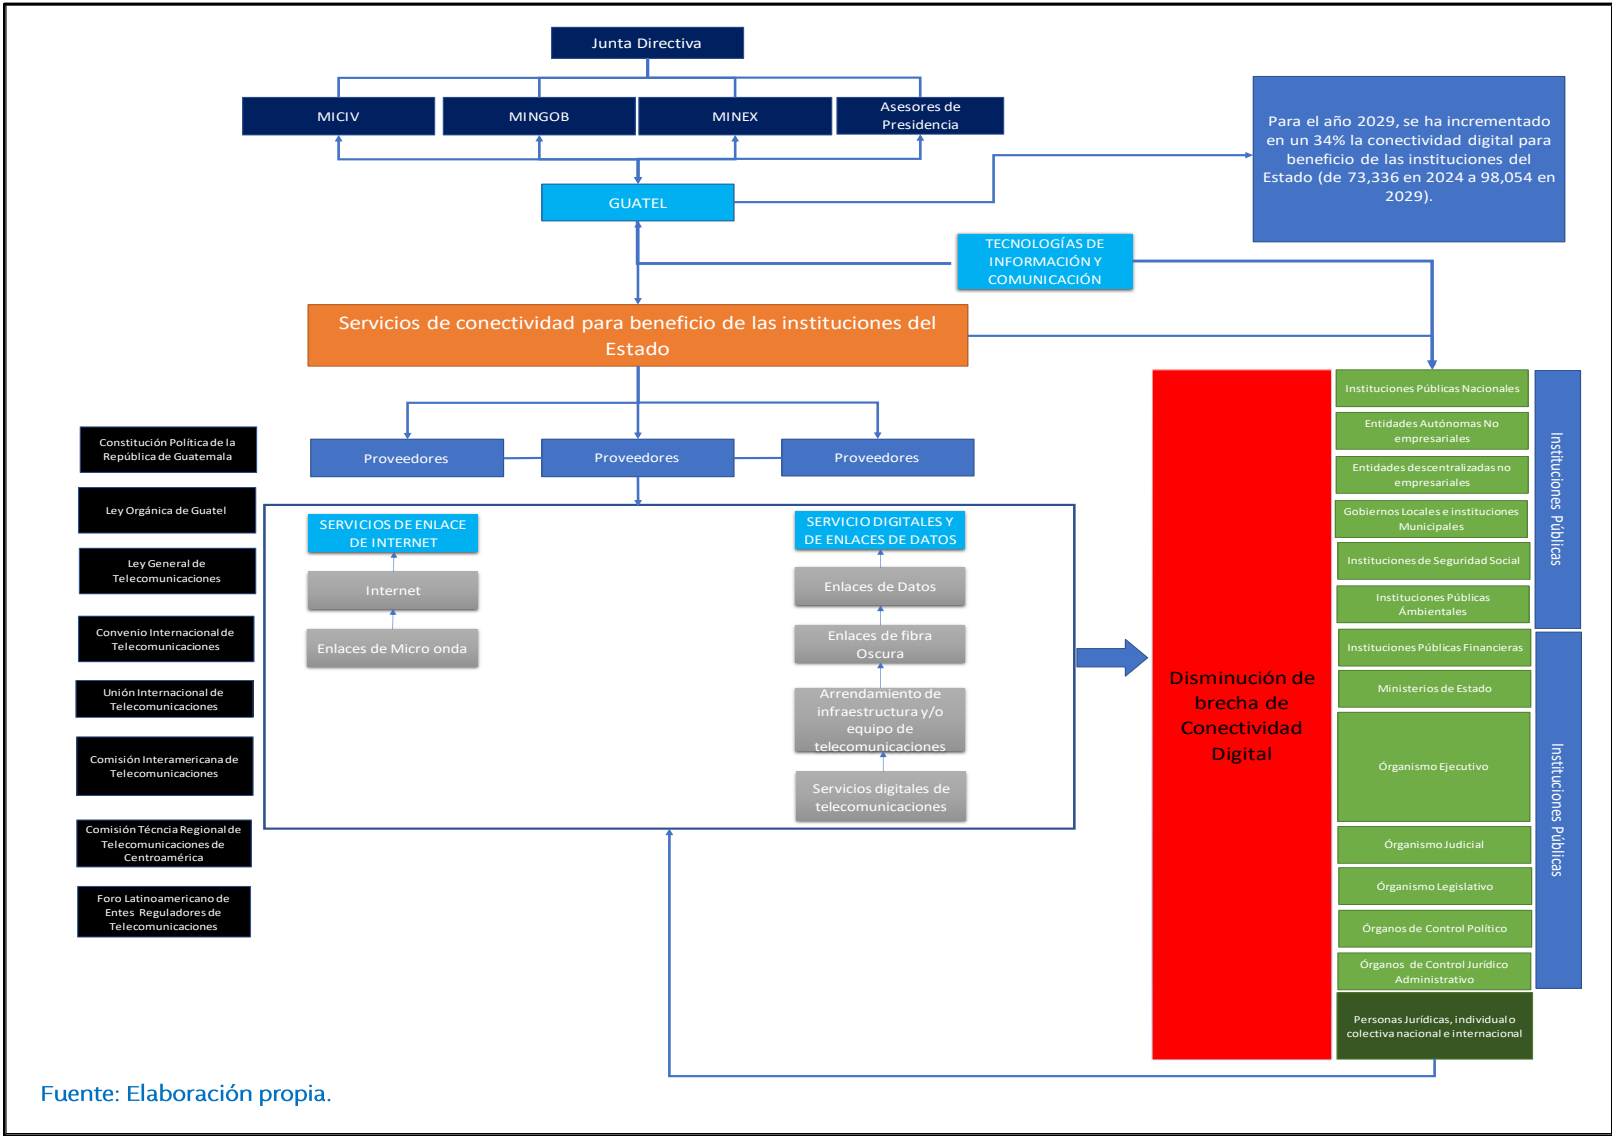 Junta Directiva
MICIV
MINGOB
MINEX
Asesores de
Presidencia
Para el año 2029, se ha incrementado
en un 34% la conectividad digital para
beneficio de las instituciones del
Estado (de 73,336 en 2024 a 98,054 en
2029).
GUATEL
TECNOLOGÍAS DE
INFORMACIÓN Y
COMUNICACIÓN
Servicios de conectividad para beneficio de las instituciones del
Estado
Proveedores
Proveedores
Proveedores
Constitución Política de la
República de Guatemala
Ley Orgánica de Guatel
Ley General de
Telecomunicaciones
Convenio Internacional de
Telecomunicaciones
Unión Internacional de
Telecomunicaciones
Comisión Interamericana de
Telecomunicaciones
Comisión Técncia Regional de
Telecomunicaciones de
Centroamérica
Foro Latinoamericano de
Entes Reguladores de
Telecomunicaciones
SERVICIOS DE ENLACE
DE INTERNET
Internet
Enlaces de Micro onda
SERVICIO DIGITALES Y
DE ENLACES DE DATOS
Enlaces de Datos
Enlaces de fibra
Oscura
Arrendamiento de
infraestructura y/o
equipo de
telecomunicaciones
Servicios digitales de
telecomunicaciones
Disminución de
brecha de
Conectividad
Digital
Instituciones Públicas Nacionales
Entidades Autónomas No
empresariales
Entidades descentralizadas no
empresariales
Gobiernos Locales e instituciones
Municipales
Instituciones de Seguridad Social
Instituciones Públicas
Ámbientales
Instituciones Públicas Financieras
Ministerios de Estado
Órganismo Ejecutivo
Órganismo Judicial
Órganismo Legislativo
Órganos de Control Político
Órganos de Control Jurídico
Administrativo
Personas Jurídicas, individual o
colectiva nacional e internacional
Instituciones Públicas
Instituciones Públicas
Fuente: Elaboración propia.